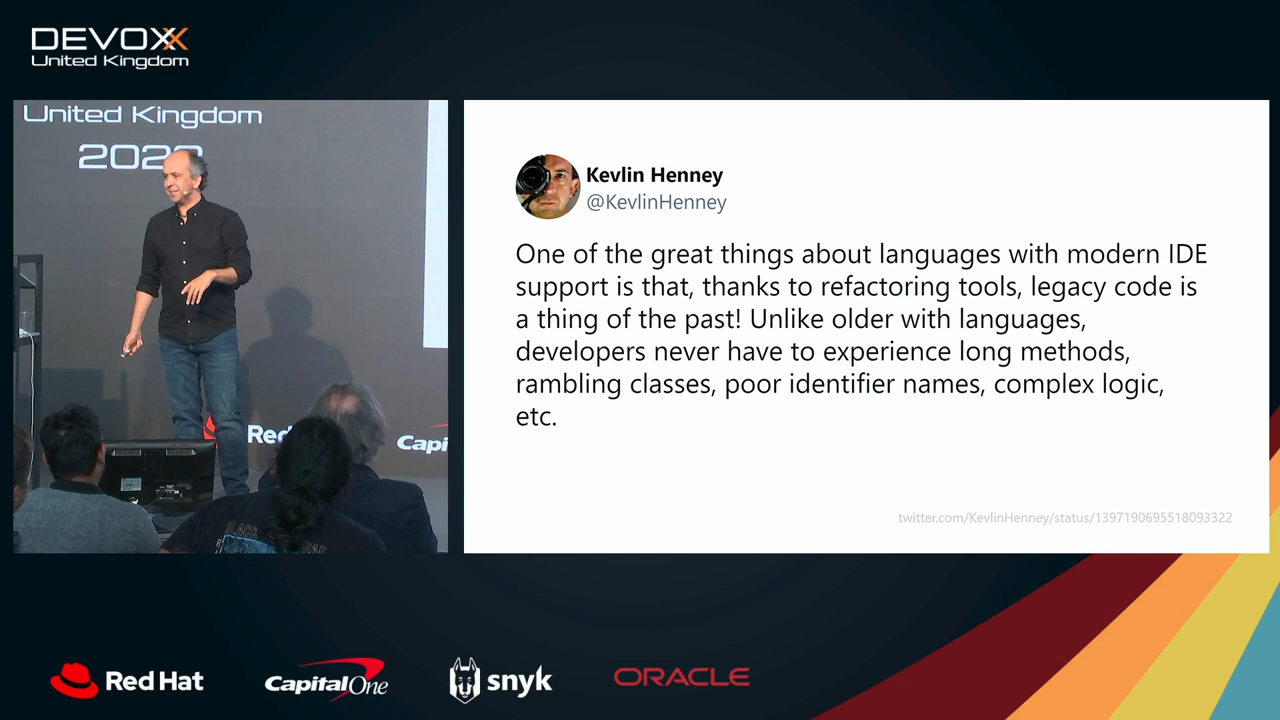 DEVOXX
United Kingdom
United Kingdom
Kevlin Henney
@KevlinHenney
One of the great things about languages with modern IDE
support is that, thanks to refactoring tools, legacy code is
a thing of the past! Unlike older with languages,
developers never have to experience long methods,
rambling classes, poor identifier names, complex logic,
etc.
twitter.com/KevlinHenney/status/1397190695518093322
Red Hat
CapitalOne
snyk
ORACLE